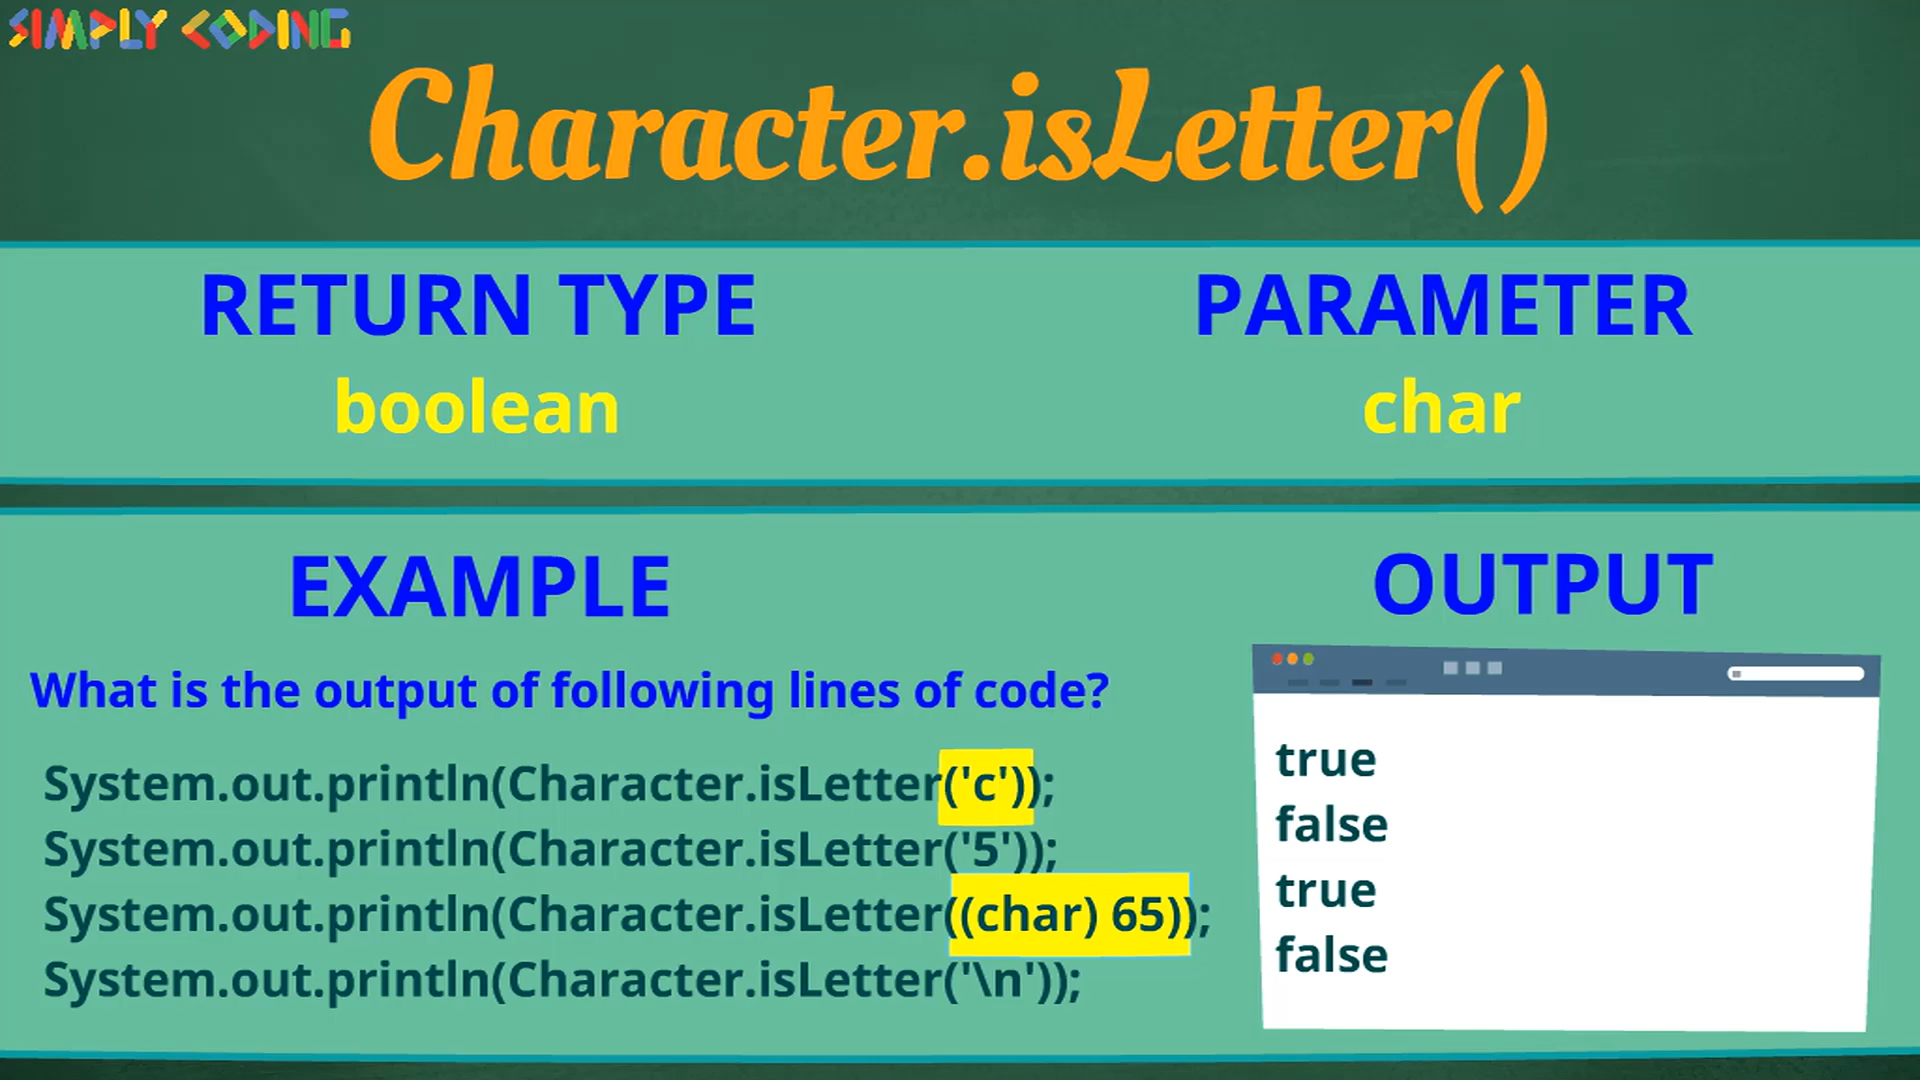 SIMPLY CODING
Character.isLetter()
RETURN TYPE
boolean
PARAMETER
char
EXAMPLE
What is the output of following lines of code?
System.out.println(Character.isLetter('c'));
System.out.println(Character.isLetter('5'));
System.out.println(Character.isLetter((char) 65));
System.out.println(Character.isLetter('\n'));
OUTPUT
true
false
true
false